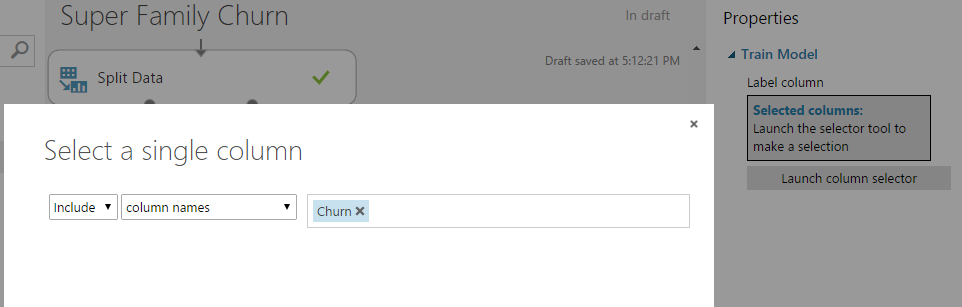 Super Family Churn
In draft
Properties
Split Data
Draft saved at 5:12:21 PM
Train Model
Label column
Selected columns:
Launch the selector tool to
make a selection
Launch column selector
Select a single column
Include
column names
Churn